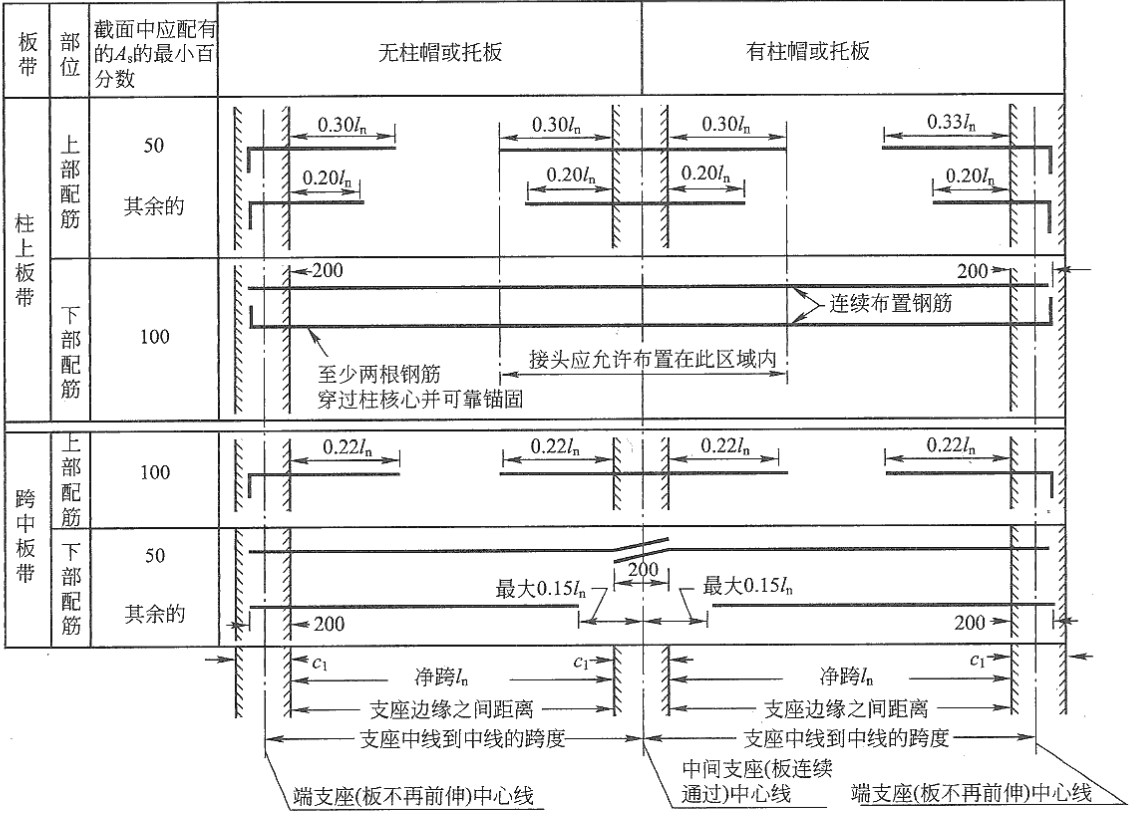 板带
部位
截面中应配有
的As的最小百
分数
无柱帽或托板
有柱帽或托板
柱上板带
上部配筋
50
0.30ln
0.30ln
0.30ln
0.33ln
其余的
0.20ln
0.20ln
0.20ln
0.20ln
下部配筋
100
200
200
连续布置钢筋
接头应允许布置在此区域内
至少两根钢筋
穿过柱核心并可靠锚固
跨中板带
上部配筋
100
0.22ln
0.22ln
0.22ln
0.22ln
下部配筋
50
200
其余的
最大0.15ln
最大0.15ln
200
200
c1
c1
c1
净跨ln
净跨ln
支座边缘之间距离
支座边缘之间距离
支座中线到中线的跨度
支座中线到中线的跨度
端支座(板不再前伸)中心线
中间支座(板连续
通过)中心线
端支座(板不再前伸)中心线